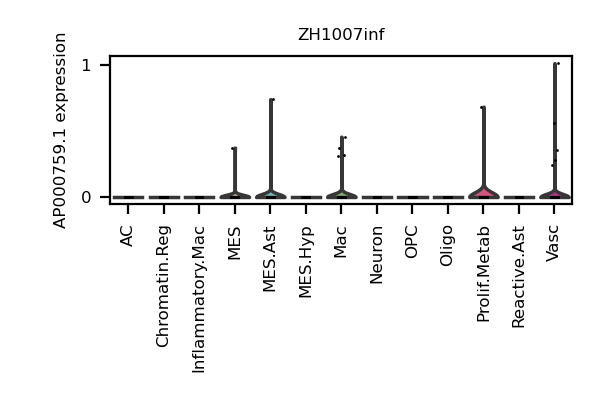 ZH1007inf
AP000759.1 expression
1
0
AC
Chromatin.Reg
Inflammatory.Mac
MES
MES.Ast
MES.Hyp
Mac
Neuron
OPC
Oligo
Prolif.Metab
Reactive.Ast
Vasc